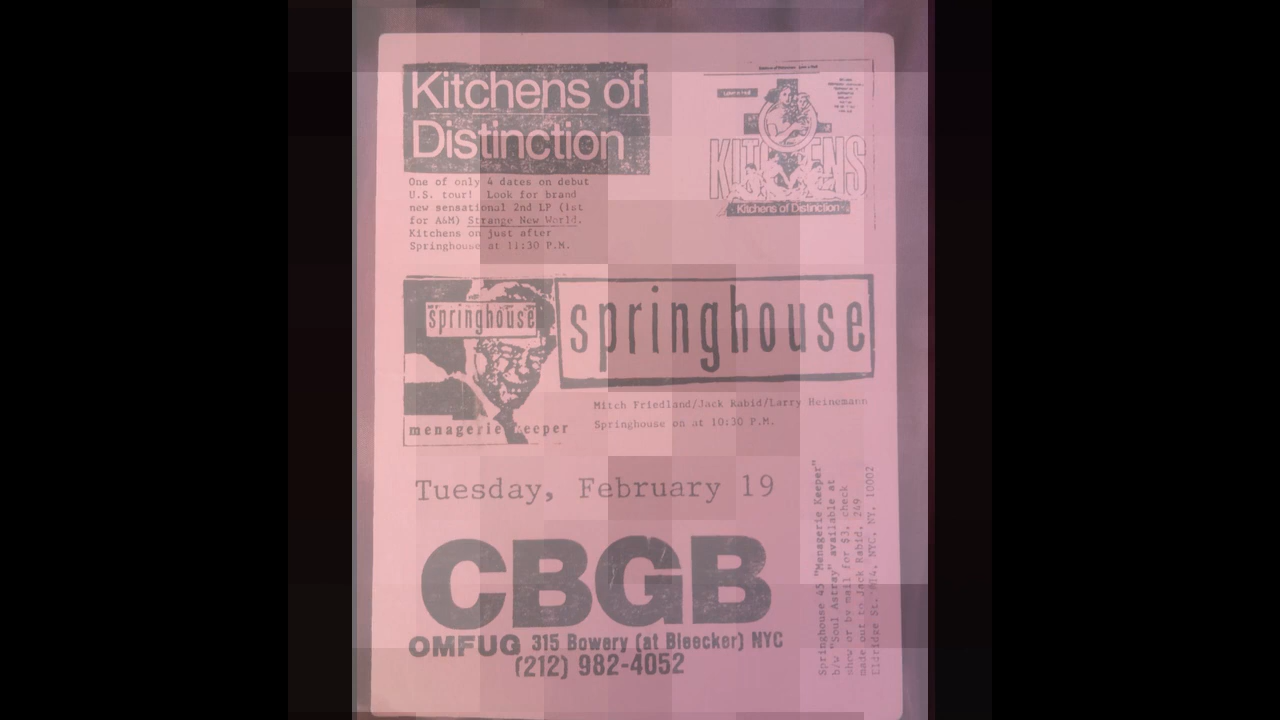 Kitchens of
Distinction
One of only 4 dates on debut
U.S. tour! Look for brand
new sensational 2nd LP (1st
for A&M) Strange New World.
Kitchens on just after
Springhouse at 11:30 P.M.
KITCHENS
Kitchens of Distinction
springhouse
menagerie keeper
springhouse
Mitch Friedland/Jack Rabid/Larry Heinemann
Springhouse on at 10:30 P.M.
Tuesday, February 19
CBGB
OMFUG 315 Bowery (at Bleecker) NYC
(212) 982-4052
Springhouse 45 "Menagerie Keeper"
b/w "Soul Astray" available at
show or by mail for $3, check
made out to Jack Rabid, 249
Eldridge St. NYC, NY, 10002